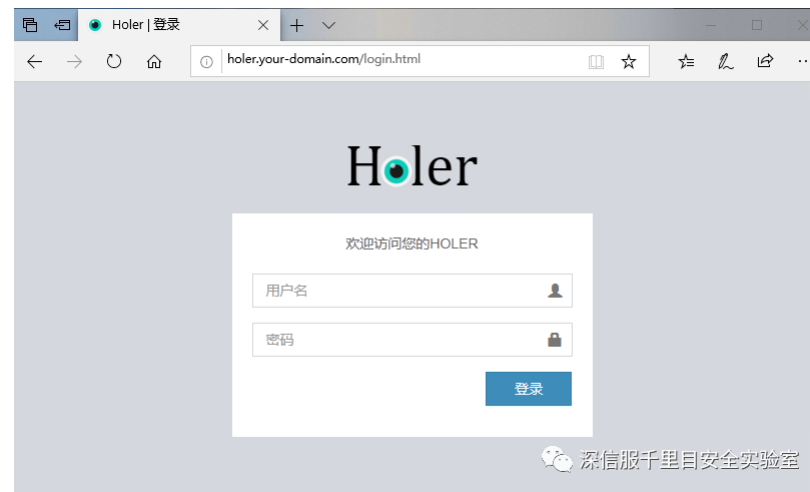 Holer | 登录
holer.your-domain.com/login.html
Holer
欢迎访问您的HOLER
用户名
密码
登录
深信服千里目安全实验室